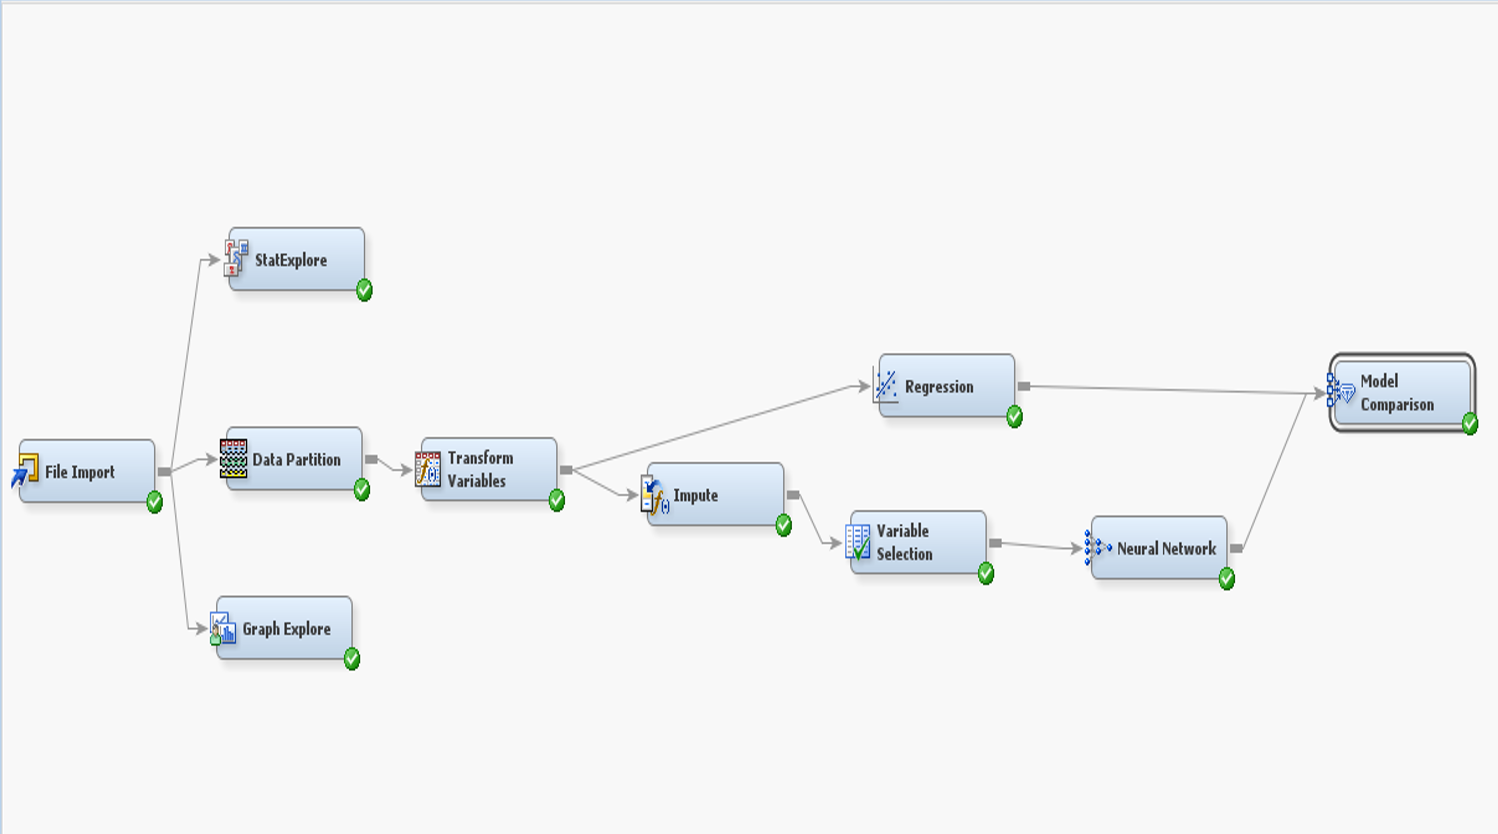 StatExplore
File Import
Data Partition
Transform
Variables
Graph Explore
Impute
Regression
Variable
Selection
Neural Network
Model
Comparison